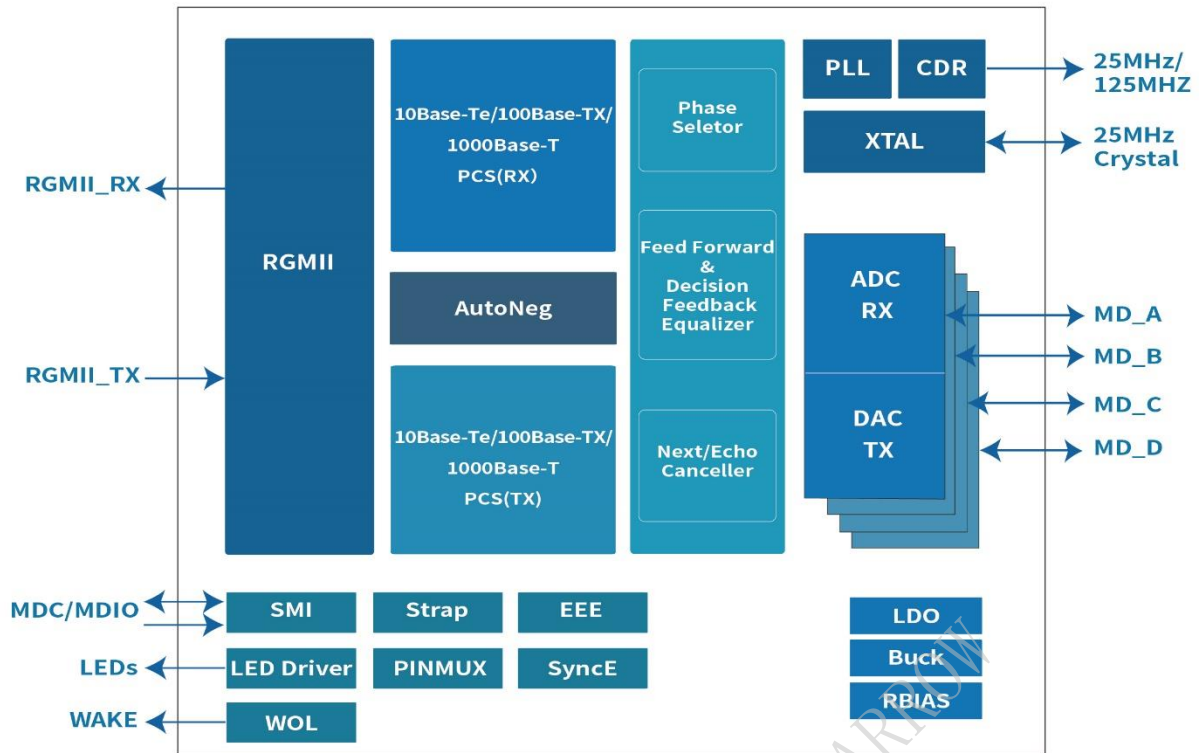 RGMII_RX
RGMII_TX
MDC/MDIO
LEDs
WAKE
RGMII
10Base-Te/100Base-TX/
1000Base-T
PCS(RX)
AutoNeg
10Base-Te/100Base-TX/
1000Base-T
PCS(TX)
Phase
Seletor
Feed Forward
&
Decision
Feedback
Equalizer
Next/Echo
Canceller
PLL
CDR
XTAL
25MHz/
125MHZ
25MHz
Crystal
ADC
RX
DAC
TX
MD_A
MD_B
MD_C
MD_D
SMI
Strap
EEE
LED Driver
PINMUX
SyncE
WOL
LDO
Buck
RBIAS
ARROW